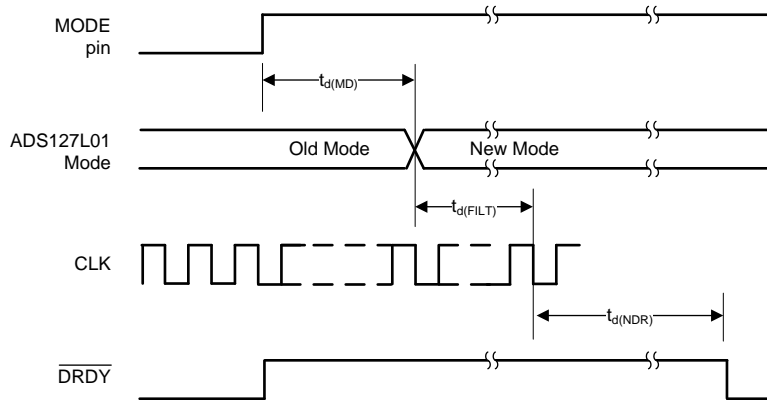 MODE
pin
t_d(MD)
ADS127L01
Mode
Old Mode
New Mode
t_d(FILT)
CLK
t_d(NDR)
DRDY